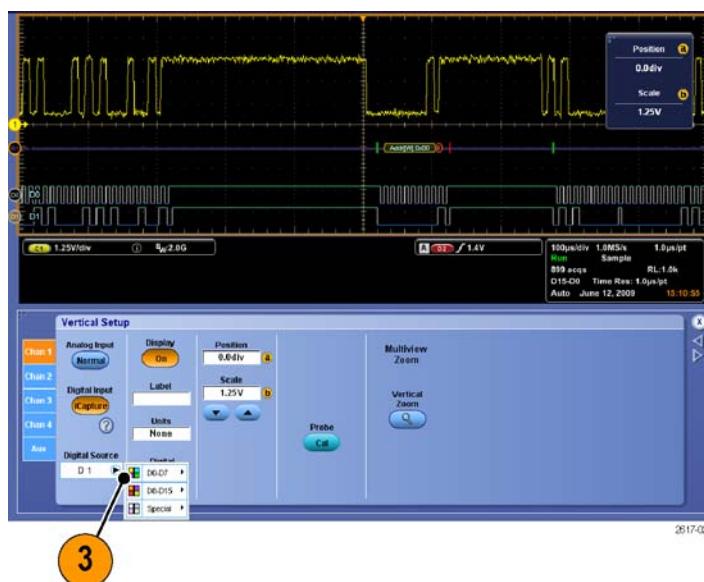 Position a
0.0div
Scale b
1.25V
1
Addr[W]:0x00
D0
D1
C1 1.25V/div
BW:2.0G
A 1.4V
100µs/div 1.0MS/s 1.0µs/pt
Run Sample
899 acqs RL:1.0k
D15-D0 Time Res: 1.0µs/pt
Auto June 12, 2009 15:10:55
Vertical Setup X
Chan 1
Chan 2
Chan 3
Chan 4
Aux
Analog Input
Normal
Digital Input
iCapture
?
Digital Source
D 1
Display
On
Label
Units
None
Digital
D0-D7
D8-D15
Special
Position
0.0div a
Scale
1.25V b
Probe
Cal
Multiview
Zoom
Vertical
Zoom
3